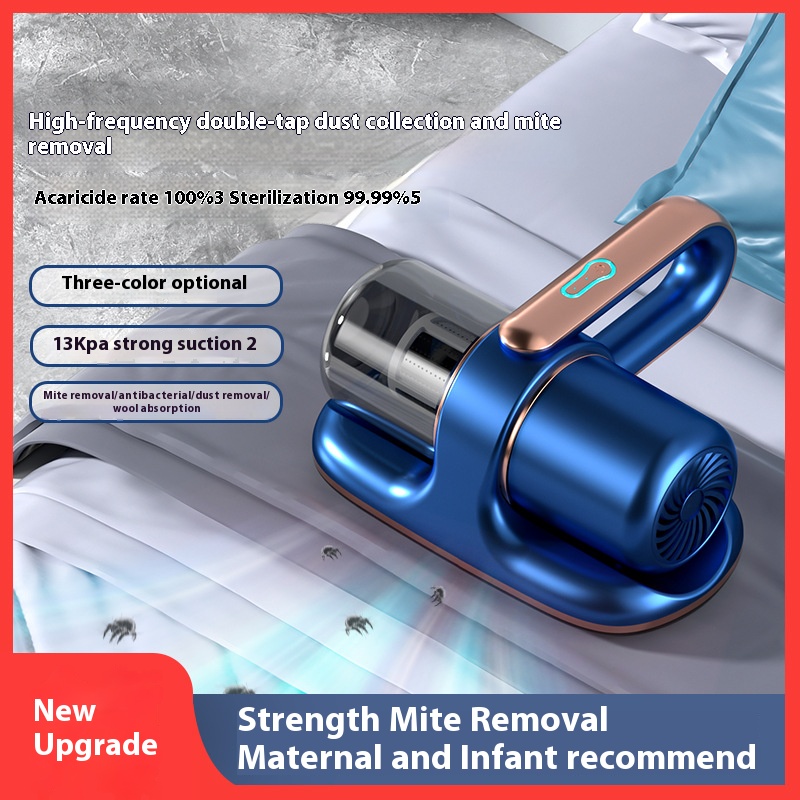 High-frequency double-tap dust collection and mite
removal
Acaricide rate 100%3 Sterilization 99.99%5
Three-color optional
13Kpa strong suction 2
Mite removal/antibacterial/dust removal/
wool absorption
New
Upgrade
Strength Mite Removal
Maternal and Infant recommend